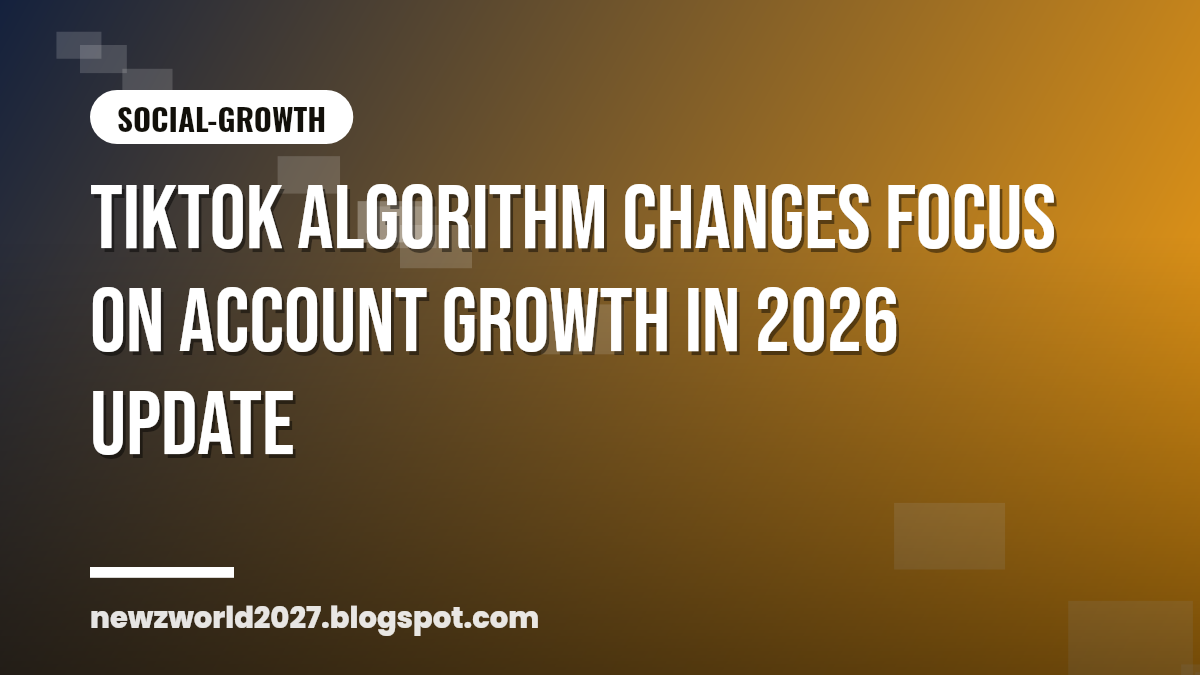 SOCIAL-GROWTH
TIKTOK ALGORITHM CHANGES FOCUS
ON ACCOUNT GROWTH IN 2026
UPDATE
newzworld2027.blogspot.com